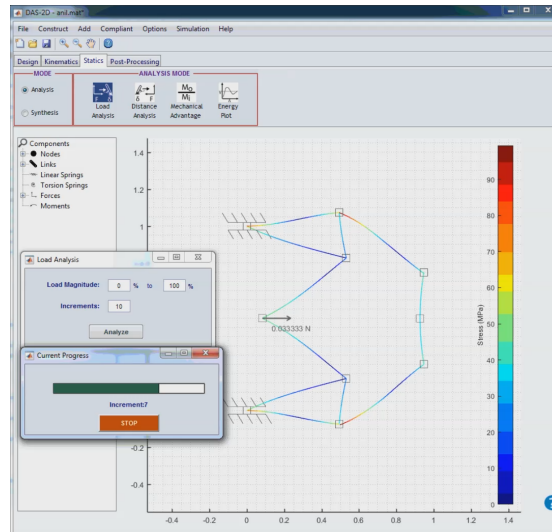 DAS-2D - anil.mat*
File Construct Add Compliant Options Simulation Help
Design Kinematics Statics Post-Processing
MODE
Analysis
Synthesis
ANALYSIS MODE
Load Analysis
δ F
Distance Analysis
Mo
Mi
Mechanical Advantage
Energy Plot
Components
Nodes
Links
Linear Springs
Torsion Springs
Forces
Moments
Load Analysis
Load Magnitude: 0 % to 100 %
Increments: 10
Analyze
Current Progress
Increment:7
STOP
1.4
1.2
1
-0.2
-0.4
-0.4 -0.2 0 0.2 0.4 0.6 0.8 1 1.2 1.4
0.033333 N
90
80
70
60
50
40
30
20
10
0
Stress (MPa)